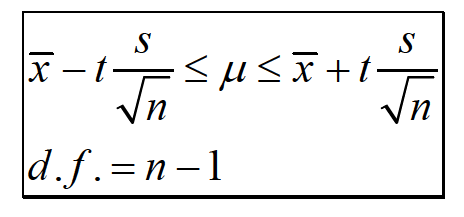 x̅ − t s/√n ≤ μ ≤ x̅ + t s/√n
d.f. = n − 1